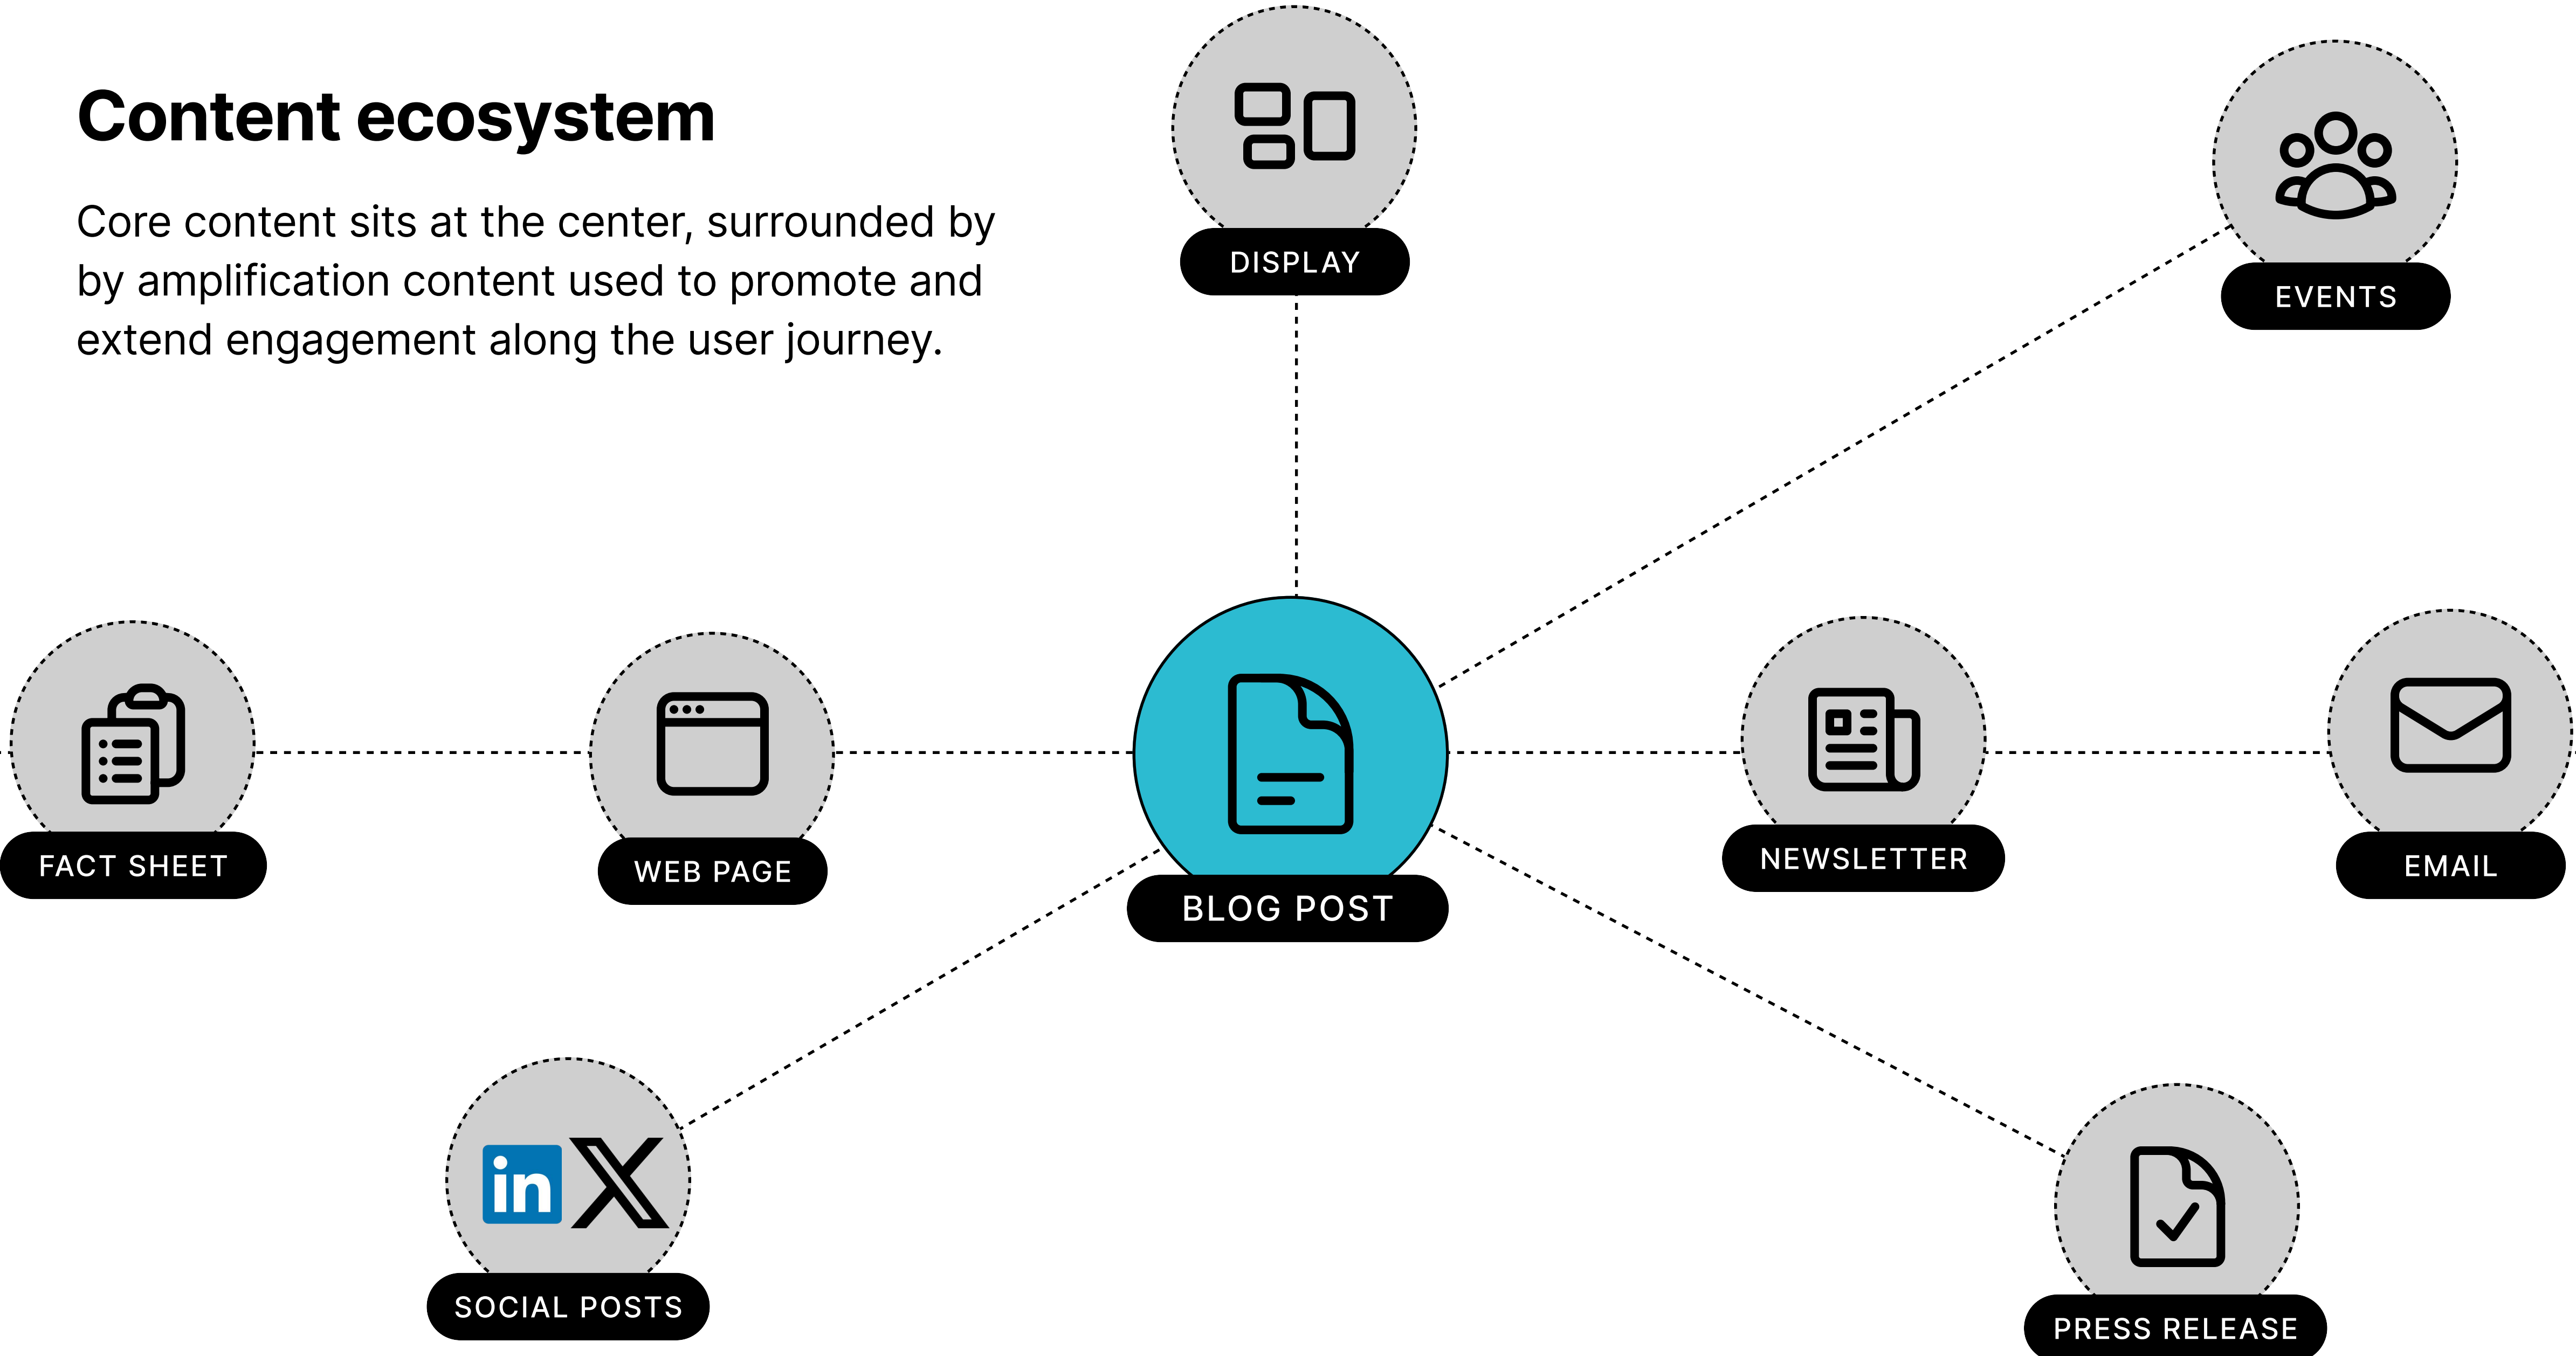 Content ecosystem
Core content sits at the center, surrounded by
by amplification content used to promote and
extend engagement along the user journey.
DISPLAY
EVENTS
FACT SHEET
WEB PAGE
BLOG POST
NEWSLETTER
EMAIL
in X
SOCIAL POSTS
PRESS RELEASE